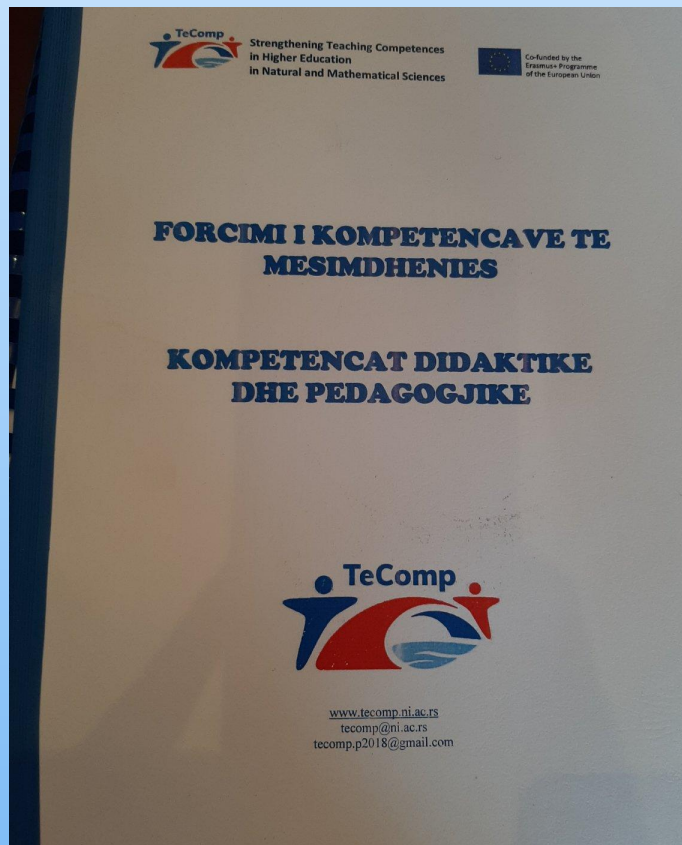 TeComp
Strengthening Teaching Competences
in Higher Education
in Natural and Mathematical Sciences
Co-funded by the
Erasmus+ Programme
of the European Union
FORCIMI I KOMPETENCAVE TE
MESIMDHENIES
KOMPETENCAT DIDAKTIKE
DHE PEDAGOGJIKE
TeComp
www.tecomp.ni.ac.rs
tecomp@ni.ac.rs
tecomp.p2018@gmail.com